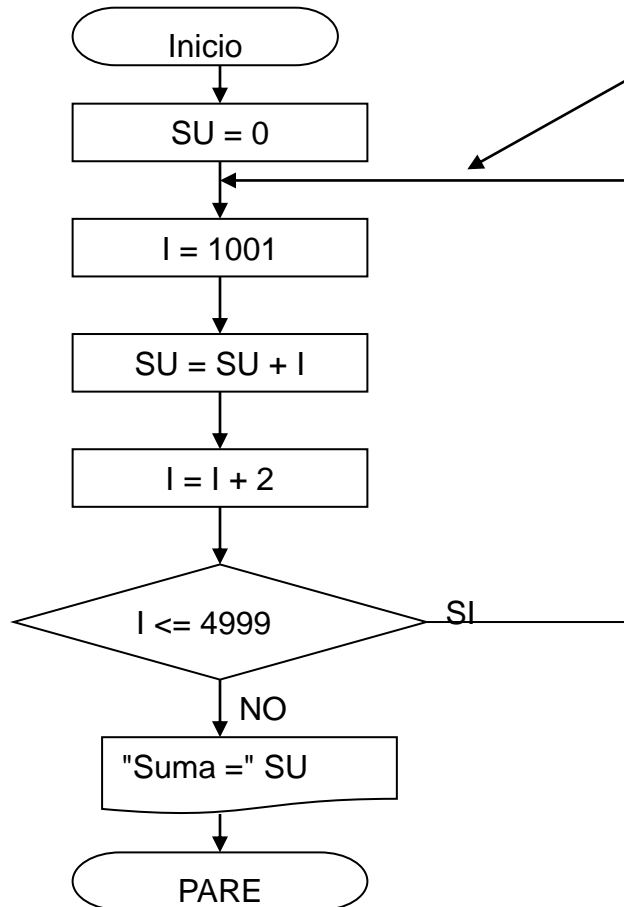 Inicio
SU = 0
I = 1001
SU = SU + I
I = I + 2
I <= 4999
SI
NO
"Suma =" SU
PARE